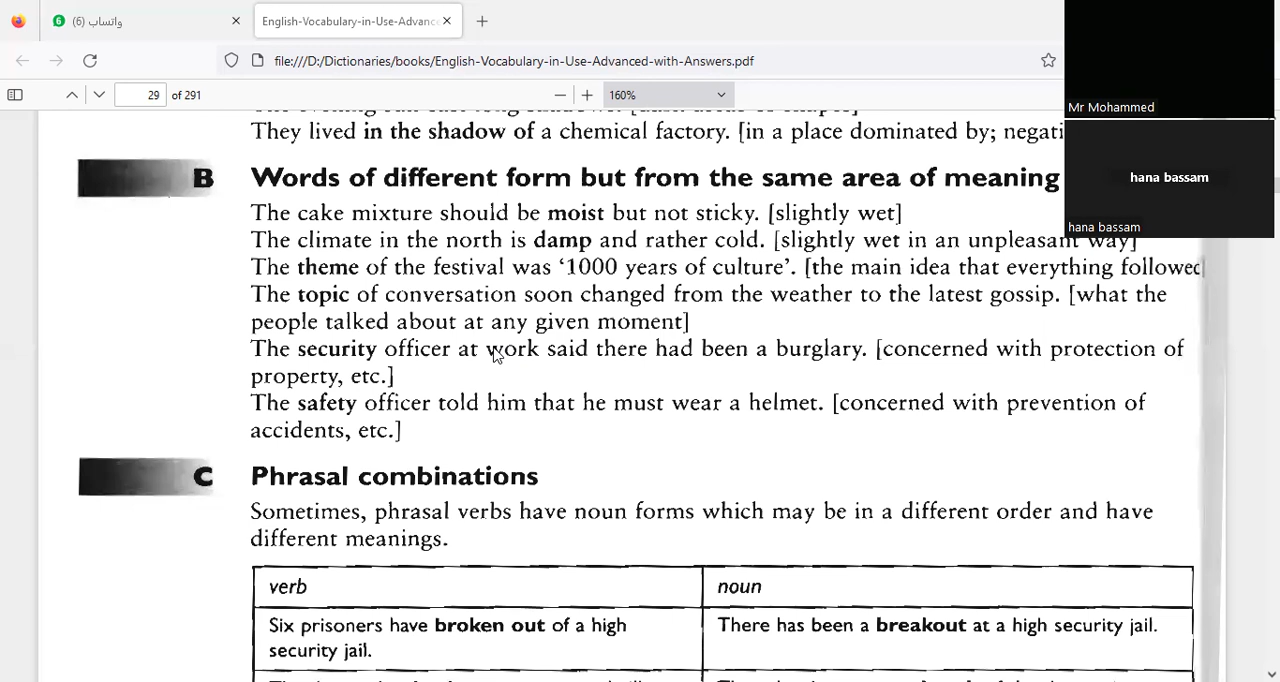 واتساب (6)
English-Vocabulary-in-Use-Advanc
file:///D:/Dictionaries/books/English-Vocabulary-in-Use-Advanced-with-Answers.pdf
29 of 291
160%
Mr Mohammed
hana bassam
hana bassam
They lived in the shadow of a chemical factory. [in a place dominated by;
B Words of different form but from the same area of meaning
The cake mixture should be moist but not sticky. [slightly wet]
The climate in the north is damp and rather cold. [slightly wet in an unpleasant way]
The theme of the festival was ‘1000 years of culture’. [the main idea that everything followed
The topic of conversation soon changed from the weather to the latest gossip. [what the
people talked about at any given moment]
The security officer at work said there had been a burglary. [concerned with protection of
property, etc.]
The safety officer told him that he must wear a helmet. [concerned with prevention of
accidents, etc.]
C Phrasal combinations
Sometimes, phrasal verbs have noun forms which may be in a different order and have
different meanings.
verb noun
Six prisoners have broken out of a high
security jail.
There has been a breakout at a high security jail.